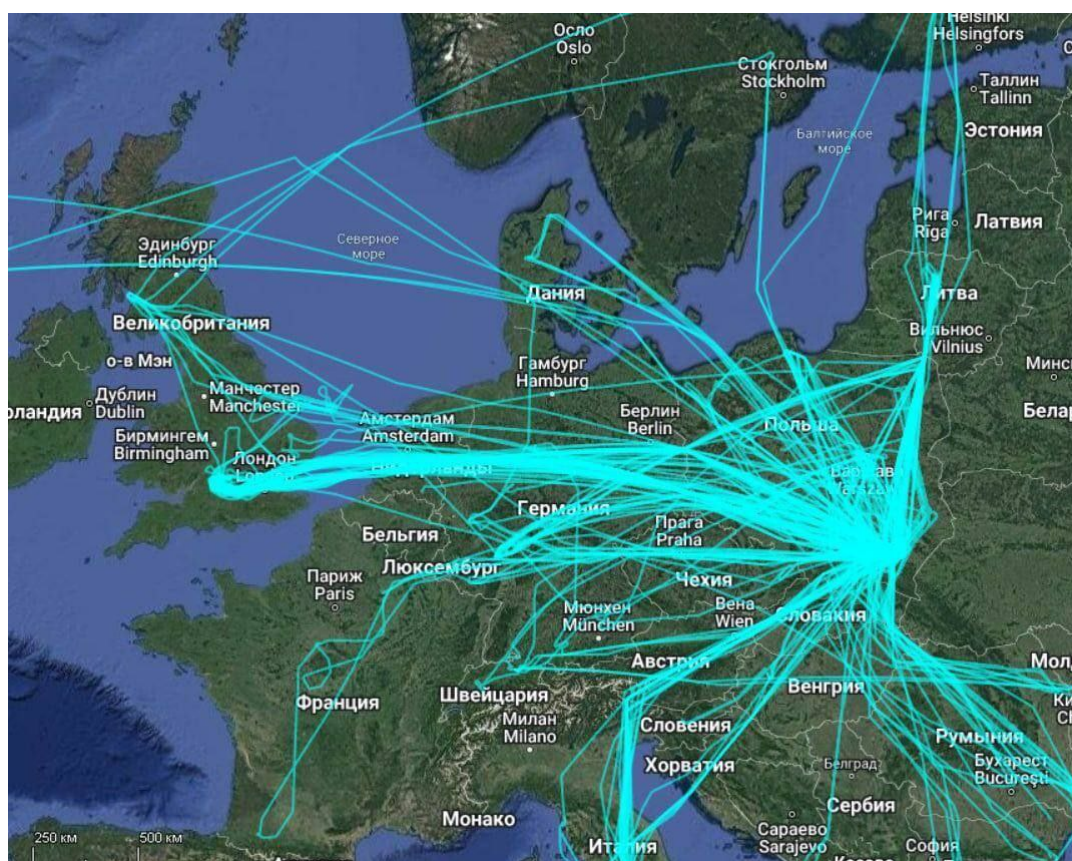 Осло
Oslo
Helsinki
Helsingfors
Стокгольм
Stockholm
Таллин
Tallinn
Эстония
Балтийское
море
Рига
Rīga
Латвия
Эдинбург
Edinburgh
Северное
море
Дания
Литва
Вильнюс
Vilnius
Великобритания
о-в Мэн
Гамбург
Hamburg
Дублин
Dublin
Манчестер
Manchester
Амстердам
Amsterdam
Берлин
Berlin
Польша
Бирмингем
Birmingham
Лондон
Германия
Прага
Praha
Бельгия
Люксембург
Париж
Paris
Чехия
Вена
Wien
Словакия
Мюнхен
München
Австрия
Венгрия
Швейцария
Франция
Милан
Milano
Словения
Румыния
Хорватия
Белград
Бухарест
București
Сербия
Монако
Сараево
Sarajevo
Италия
София
250 км
500 км